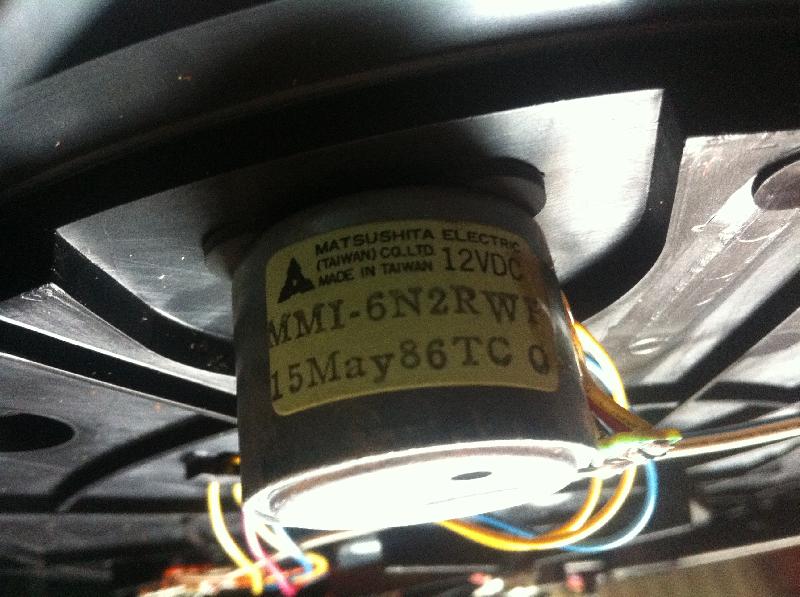 MATSUSHITA ELECTRIC
(TAIWAN) CO.,LTD.
MADE IN TAIWAN 12VDC
MMI-6N2RWF
15May86TC Q